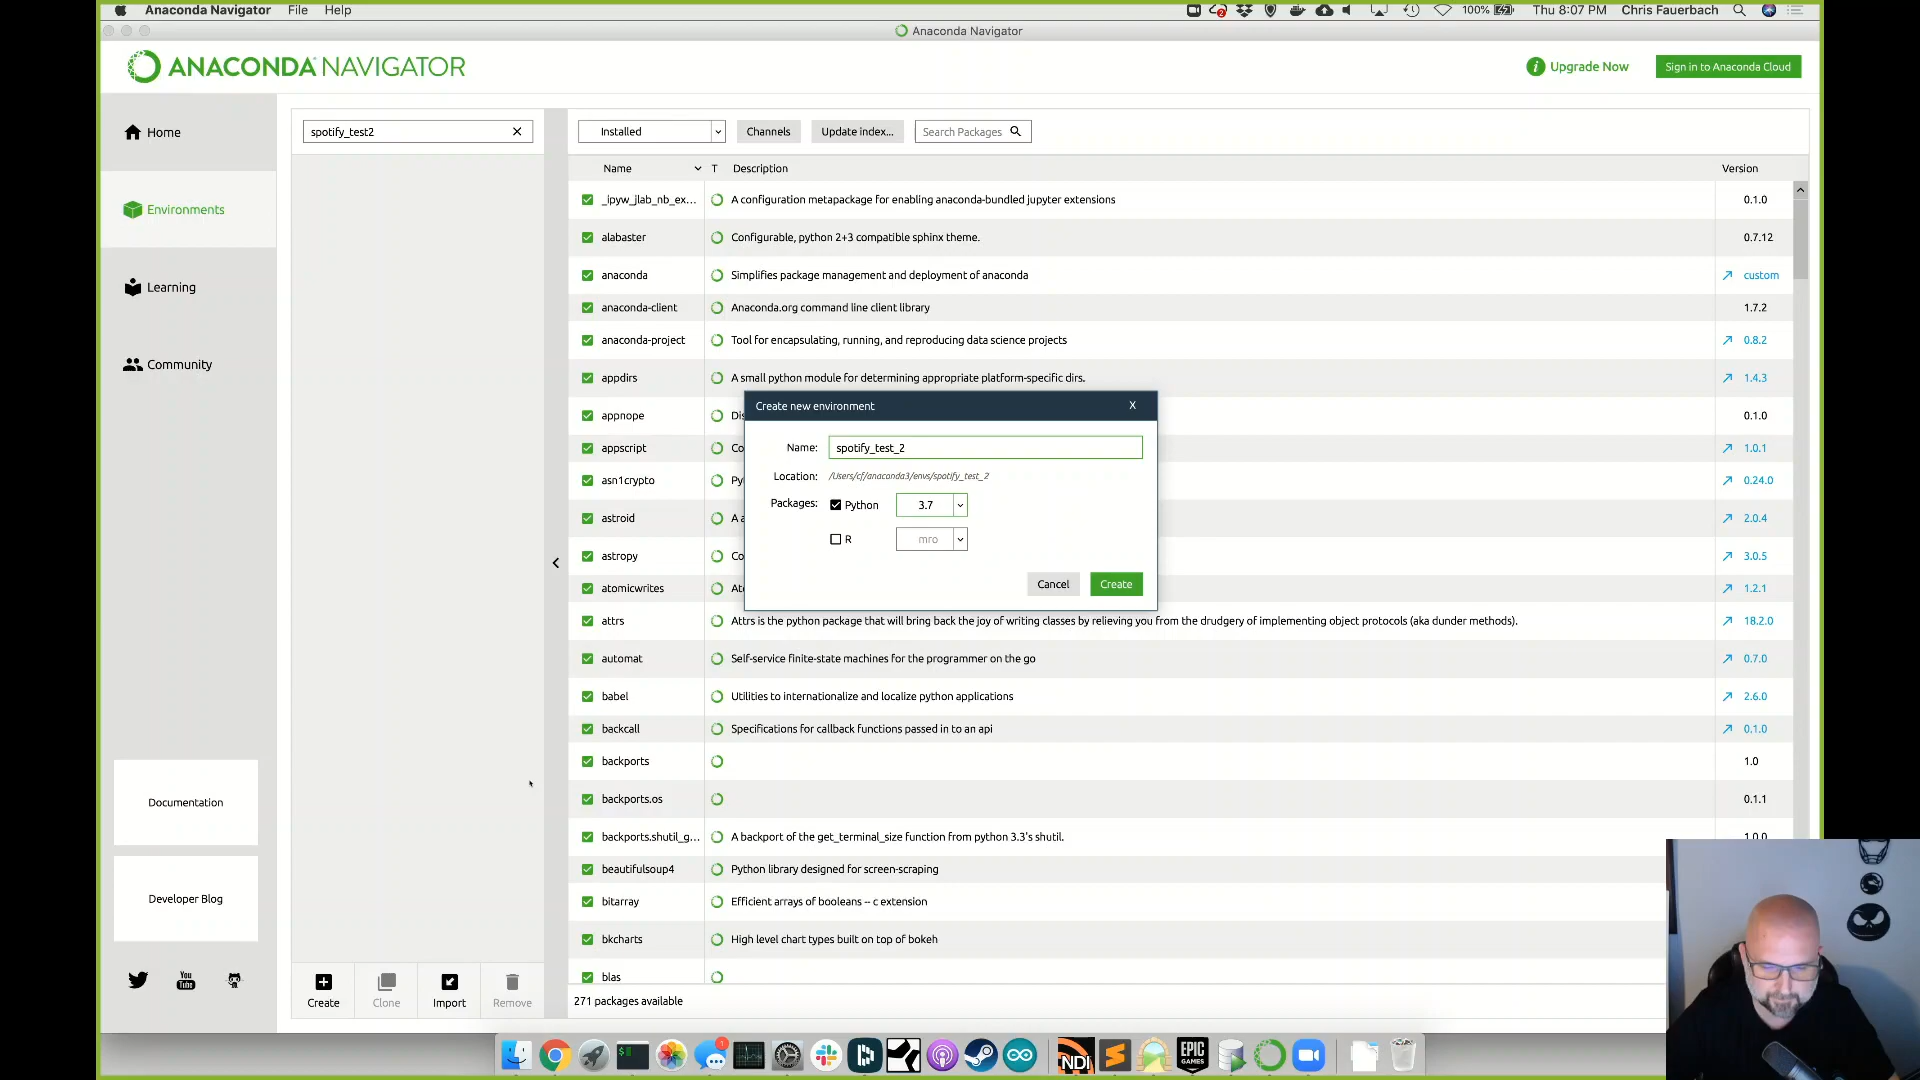 Anaconda Navigator File Help
100% Thu 8:07 PM Chris Fauerbach
Anaconda Navigator
ANACONDA NAVIGATOR
Upgrade Now
Sign in to Anaconda Cloud
Home
Environments
Learning
Community
Documentation
Developer Blog
You Tube
spotify_test2
Create
Clone
Import
Remove
Installed
Channels
Update index...
Search Packages
Name T Description Version
_ipyw_jlab_nb_ex... A configuration metapackage for enabling anaconda-bundled jupyter extensions 0.1.0
alabaster Configurable, python 2+3 compatible sphinx theme. 0.7.12
anaconda Simplifies package management and deployment of anaconda custom
anaconda-client Anaconda.org command line client library 1.7.2
anaconda-project Tool for encapsulating, running, and reproducing data science projects 0.8.2
appdirs A small python module for determining appropriate platform-specific dirs. 1.4.3
appnope Dis 0.1.0
appscript Co 1.0.1
asn1crypto Py 0.24.0
astroid A a 2.0.4
astropy Co 3.0.5
atomicwrites Ato 1.2.1
attrs Attrs is the python package that will bring back the joy of writing classes by relieving you from the drudgery of implementing object protocols (aka dunder methods). 18.2.0
automat Self-service finite-state machines for the programmer on the go 0.7.0
babel Utilities to internationalize and localize python applications 2.6.0
backcall Specifications for callback functions passed in to an api 0.1.0
backports 1.0
backports.os 0.1.1
backports.shutil_g... A backport of the get_terminal_size function from python 3.3's shutil. 1.0.0
beautifulsoup4 Python library designed for screen-scraping
bitarray Efficient arrays of booleans -- c extension
bkcharts High level chart types built on top of bokeh
blas
271 packages available
Create new environment X
Name: spotify_test_2
Location: /Users/cf/anaconda3/envs/spotify_test_2
Packages: Python 3.7
R mro
Cancel
Create
1
NDI
EPIC GAMES